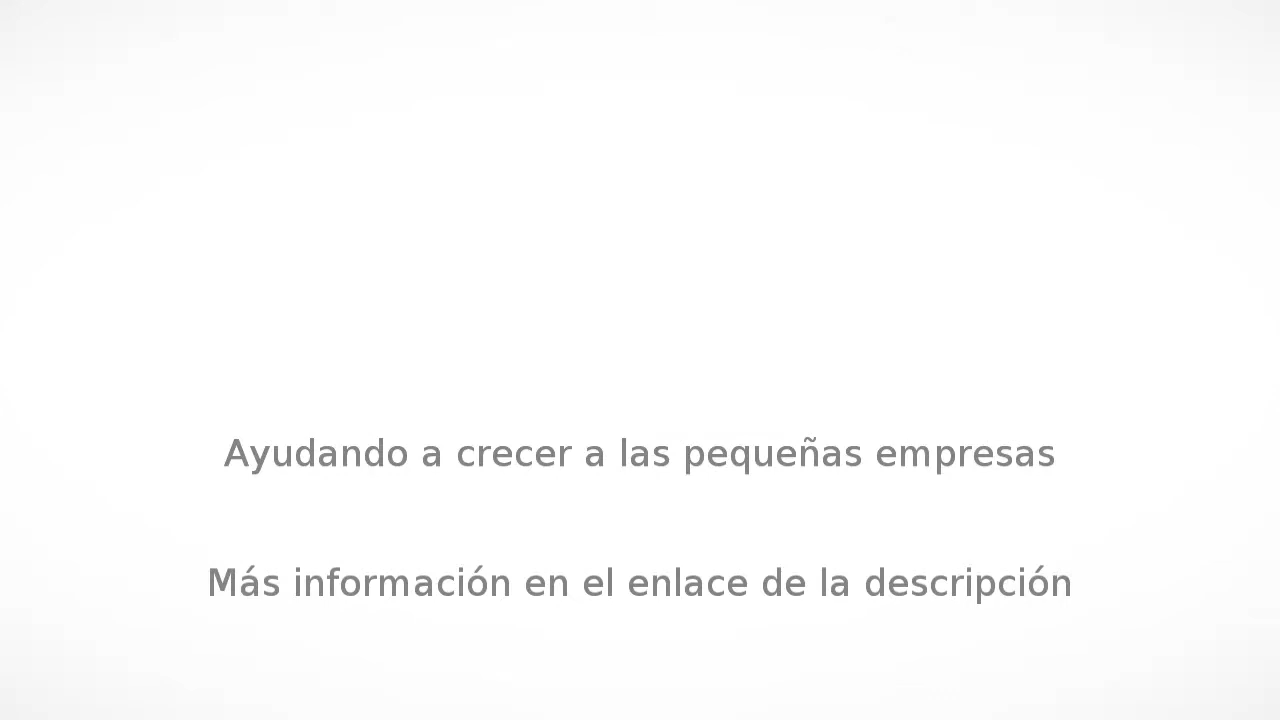 Ayudando a crecer a las pequeñas empresas
Más información en el enlace de la descripción